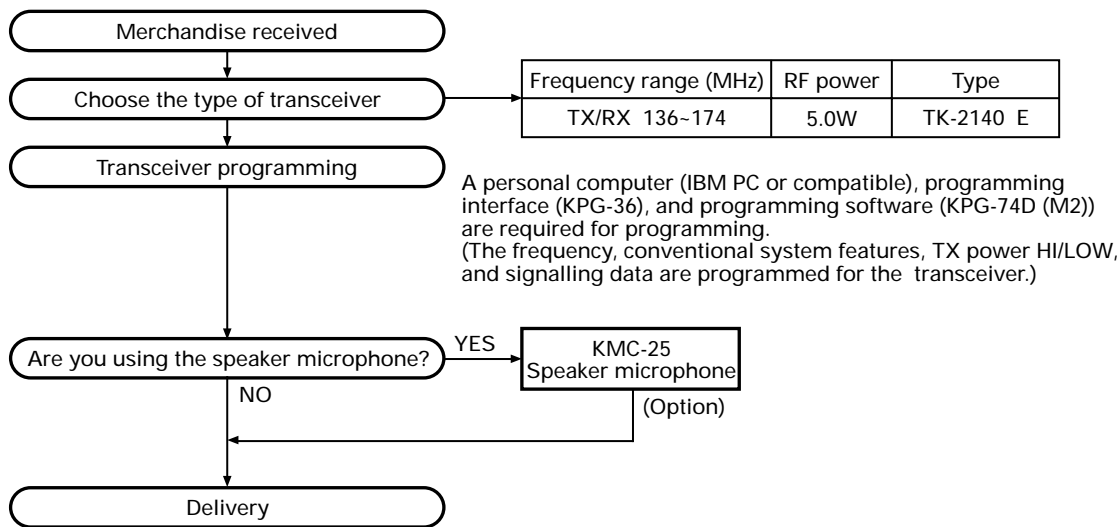 Merchandise received
Choose the type of transceiver
Frequency range (MHz) RF power Type
TX/RX 136~174 5.0W TK-2140 E
Transceiver programming
A personal computer (IBM PC or compatible), programming
interface (KPG-36), and programming software (KPG-74D (M2))
are required for programming.
(The frequency, conventional system features, TX power HI/LOW,
and signalling data are programmed for the transceiver.)
Are you using the speaker microphone?
YES
KMC-25
Speaker microphone
NO
(Option)
Delivery